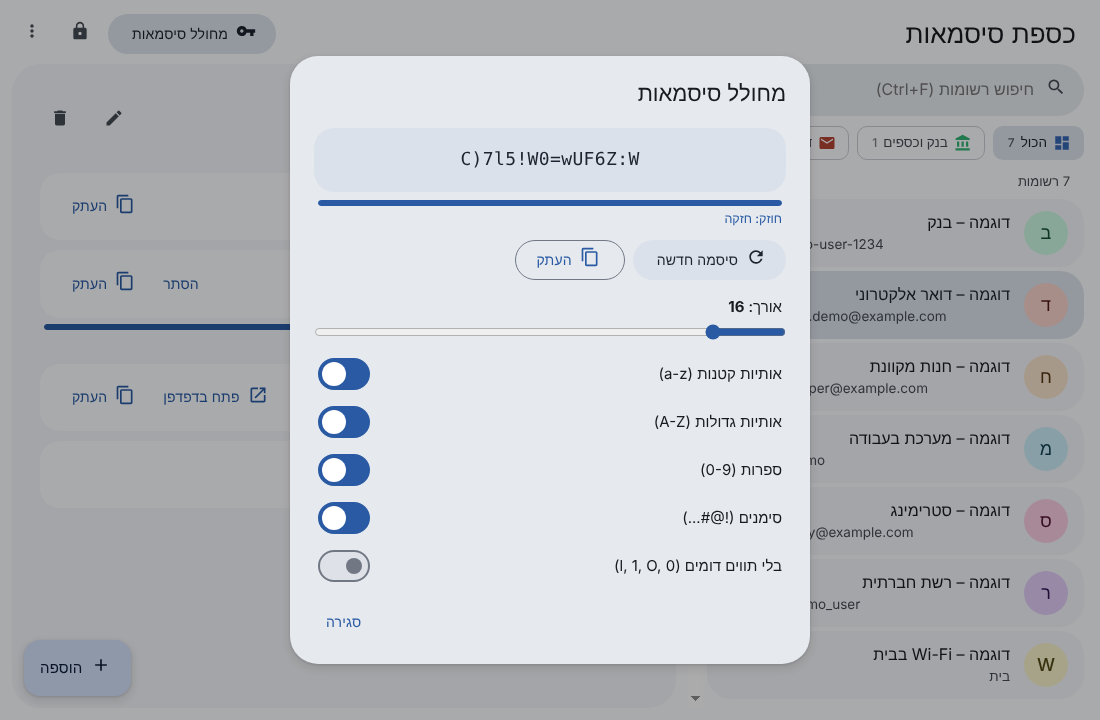 כספת סיסמאות
מחולל סיסמאות
חיפוש רשומות (Ctrl+F)
הכול 7
בנק וכספים 1
7 רשומות
דוגמה – בנק
o-user-1234
דוגמה – דואר אלקטרוני
.demo@example.com
דוגמה – חנות מקוונת
per@example.com
דוגמה – מערכת בעבודה
mo
דוגמה – סטרימינג
y@example.com
דוגמה – רשת חברתית
mo_user
דוגמה – Wi-Fi בבית
בית
ב
ד
ח
מ
ס
ר
W
מחולל סיסמאות
C)7l5!W0=wUF6Z:W
חוזק: חזקה
סיסמה חדשה
העתק
אורך: 16
אותיות קטנות (a-z)
אותיות גדולות (A-Z)
ספרות (0-9)
סימנים (!@#...)
בלי תווים דומים (l, 1, O, 0)
סגירה
העתק
הסתר
העתק
פתח בדפדפן
העתק
הוספה